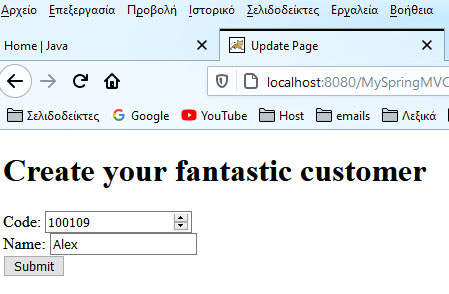 Αρχείο Επεξεργασία Προβολή Ιστορικό Σελιδοδείκτες Εργαλεία Βοήθεια
Home | Java Update Page
localhost:8080/MySpringMVC
Σελιδοδείκτες Google YouTube Host emails Λεξικά
Create your fantastic customer
Code: 100109
Name: Alex
Submit